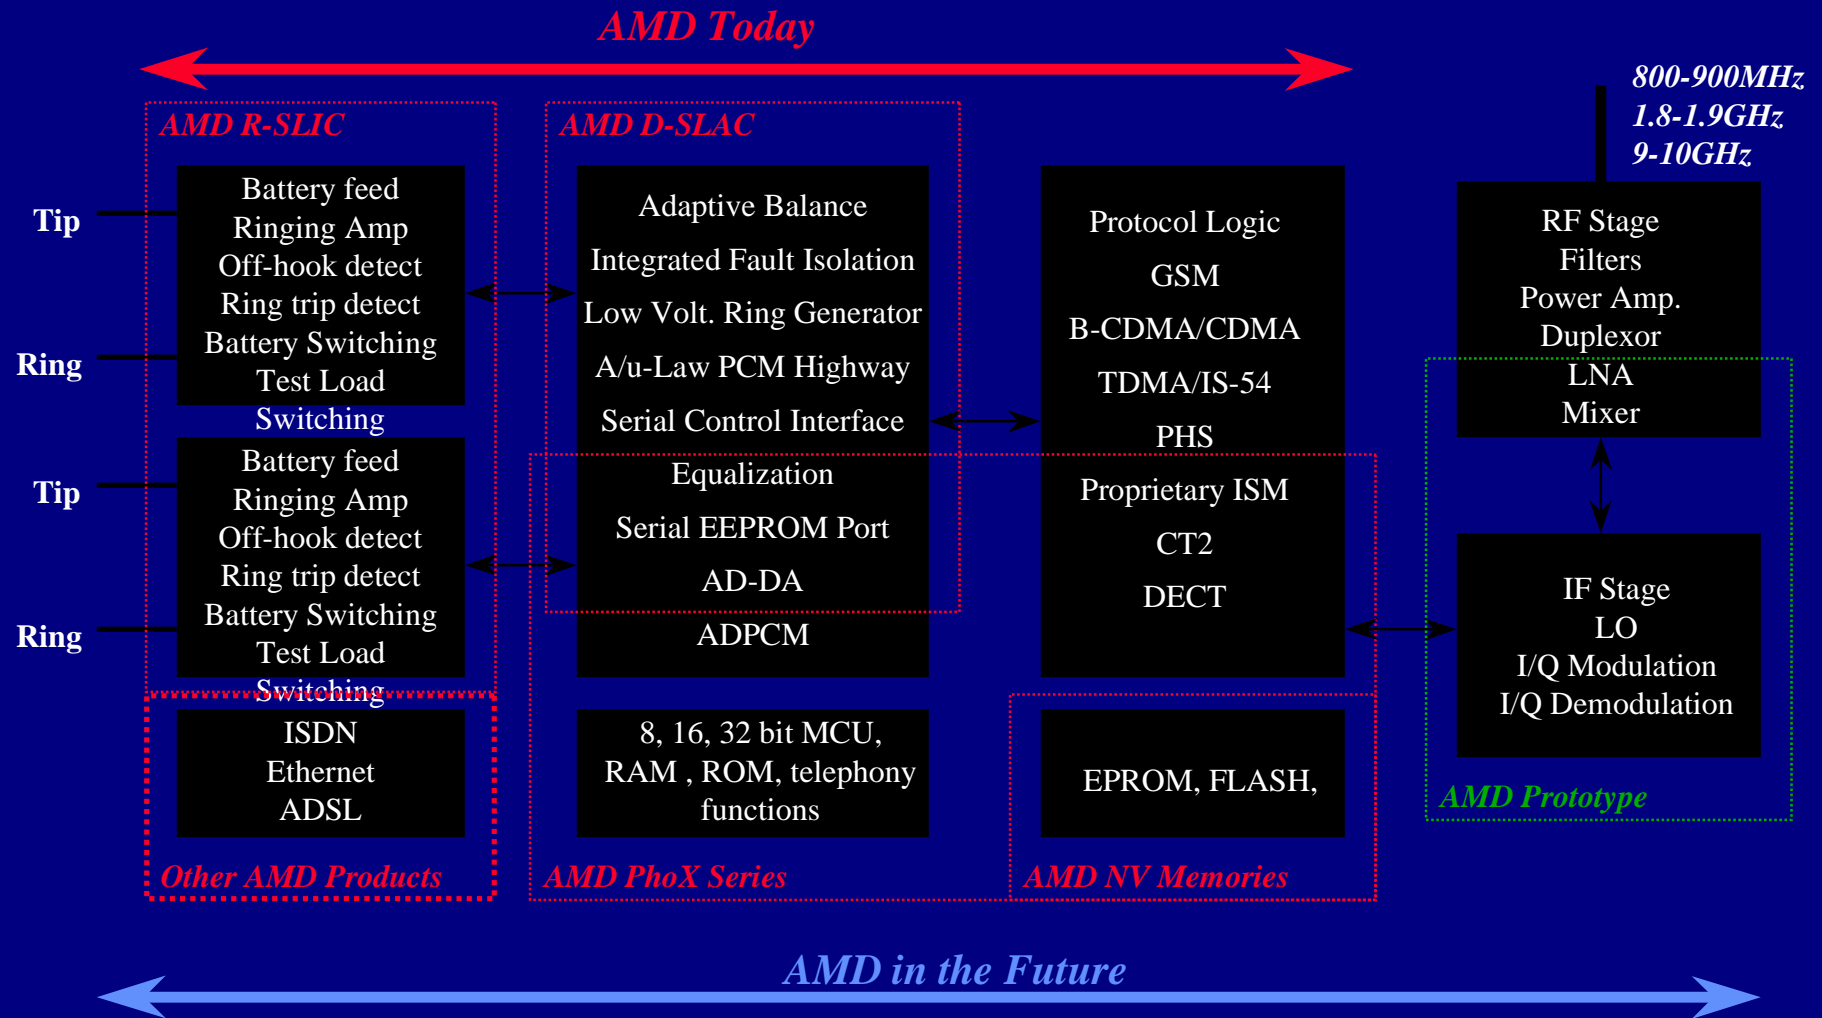 AMD Today
800-900MHz
1.8-1.9GHz
9-10GHz
AMD R-SLIC
Tip
Ring
Battery feed
Ringing Amp
Off-hook detect
Ring trip detect
Battery Switching
Test Load
Switching
Tip
Ring
Battery feed
Ringing Amp
Off-hook detect
Ring trip detect
Battery Switching
Test Load
Switching
ISDN
Ethernet
ADSL
Other AMD Products
AMD D-SLAC
Adaptive Balance
Integrated Fault Isolation
Low Volt. Ring Generator
A/u-Law PCM Highway
Serial Control Interface
Equalization
Serial EEPROM Port
AD-DA
ADPCM
8, 16, 32 bit MCU,
RAM , ROM, telephony
functions
AMD PhoX Series
Protocol Logic
GSM
B-CDMA/CDMA
TDMA/IS-54
PHS
Proprietary ISM
CT2
DECT
EPROM, FLASH,
AMD NV Memories
RF Stage
Filters
Power Amp.
Duplexor
LNA
Mixer
IF Stage
LO
I/Q Modulation
I/Q Demodulation
AMD Prototype
AMD in the Future